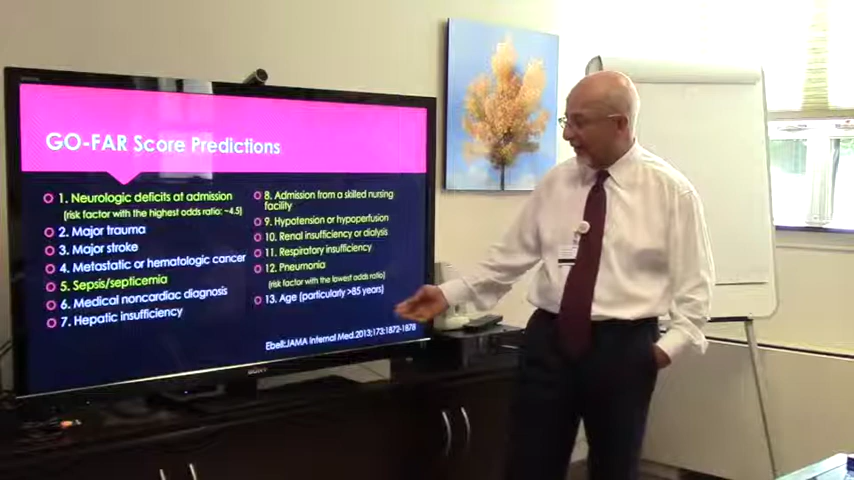 GO-FAR Score Predictions
1. Neurologic deficits at admission
(risk factor with the highest odds ratio: ~4.5)
2. Major trauma
3. Major stroke
4. Metastatic or hematologic cancer
5. Sepsis/septicemia
6. Medical noncardiac diagnosis
7. Hepatic insufficiency
8. Admission from a skilled nursing
facility
9. Hypotension or hypoperfusion
10. Renal insufficiency or dialysis
11. Respiratory insufficiency
12. Pneumonia
(risk factor with the lowest odds ratio)
13. Age (particularly >85 years)
Ebell:JAMA Internal Med.2013;173:1872-1878
SONY